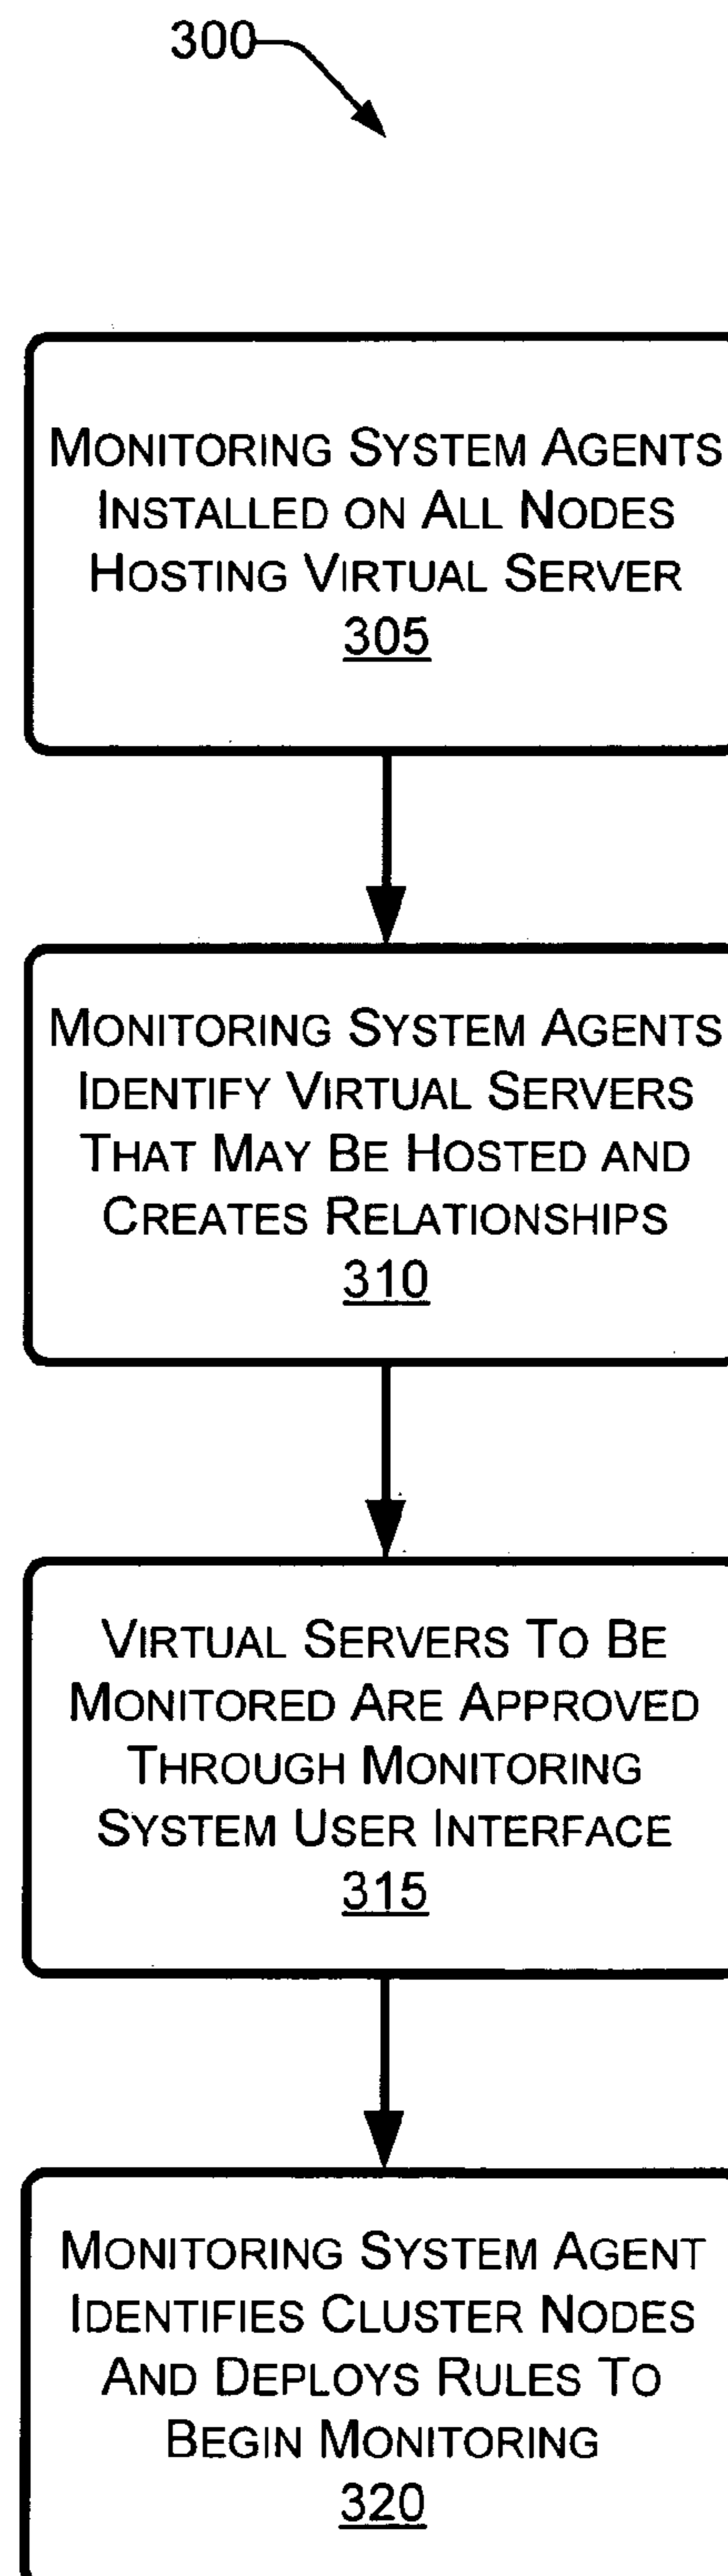 300
MONITORING SYSTEM AGENTS
INSTALLED ON ALL NODES
HOSTING VIRTUAL SERVER
305
MONITORING SYSTEM AGENTS
IDENTIFY VIRTUAL SERVERS
THAT MAY BE HOSTED AND
CREATES RELATIONSHIPS
310
VIRTUAL SERVERS TO BE
MONITORED ARE APPROVED
THROUGH MONITORING
SYSTEM USER INTERFACE
315
MONITORING SYSTEM AGENT
IDENTIFIES CLUSTER NODES
AND DEPLOYS RULES TO
BEGIN MONITORING
320